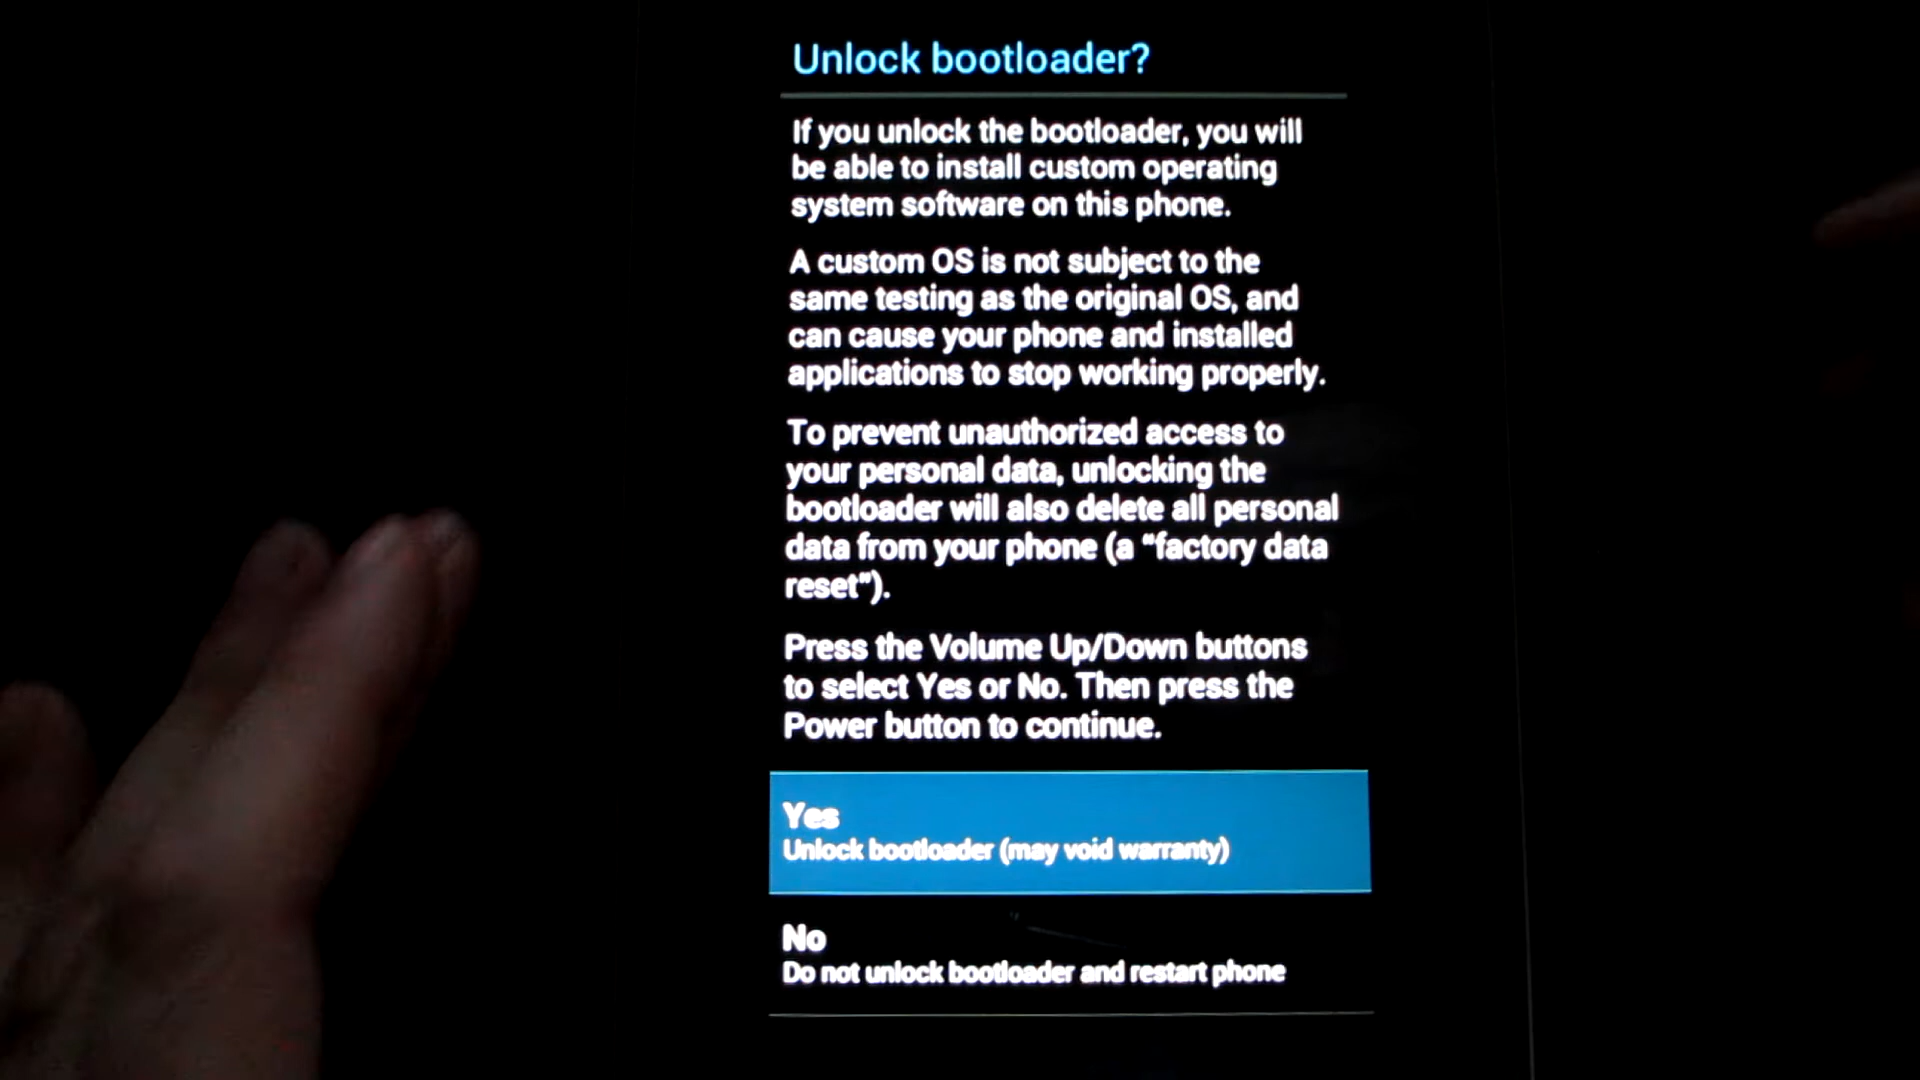 Unlock bootloader?
If you unlock the bootloader, you will
be able to install custom operating
system software on this phone.
A custom OS is not subject to the
same testing as the original OS, and
can cause your phone and installed
applications to stop working properly.
To prevent unauthorized access to
your personal data, unlocking the
bootloader will also delete all personal
data from your phone (a "factory data
reset").
Press the Volume Up/Down buttons
to select Yes or No. Then press the
Power button to continue.
Yes
Unlock bootloader (may void warranty)
No
Do not unlock bootloader and restart phone